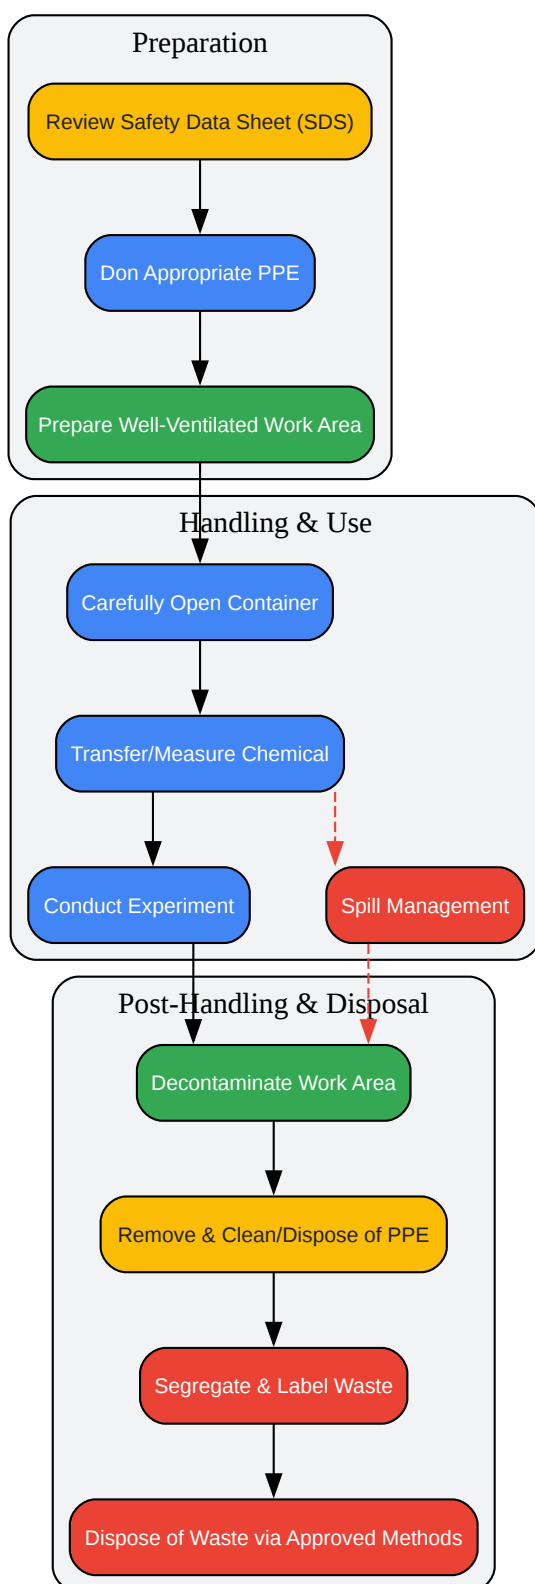 Preparation
Review Safety Data Sheet (SDS)
Don Appropriate PPE
Prepare Well-Ventilated Work Area
Handling & Use
Carefully Open Container
Transfer/Measure Chemical
Conduct Experiment
Spill Management
Post-Handling & Disposal
Decontaminate Work Area
Remove & Clean/Dispose of PPE
Segregate & Label Waste
Dispose of Waste via Approved Methods